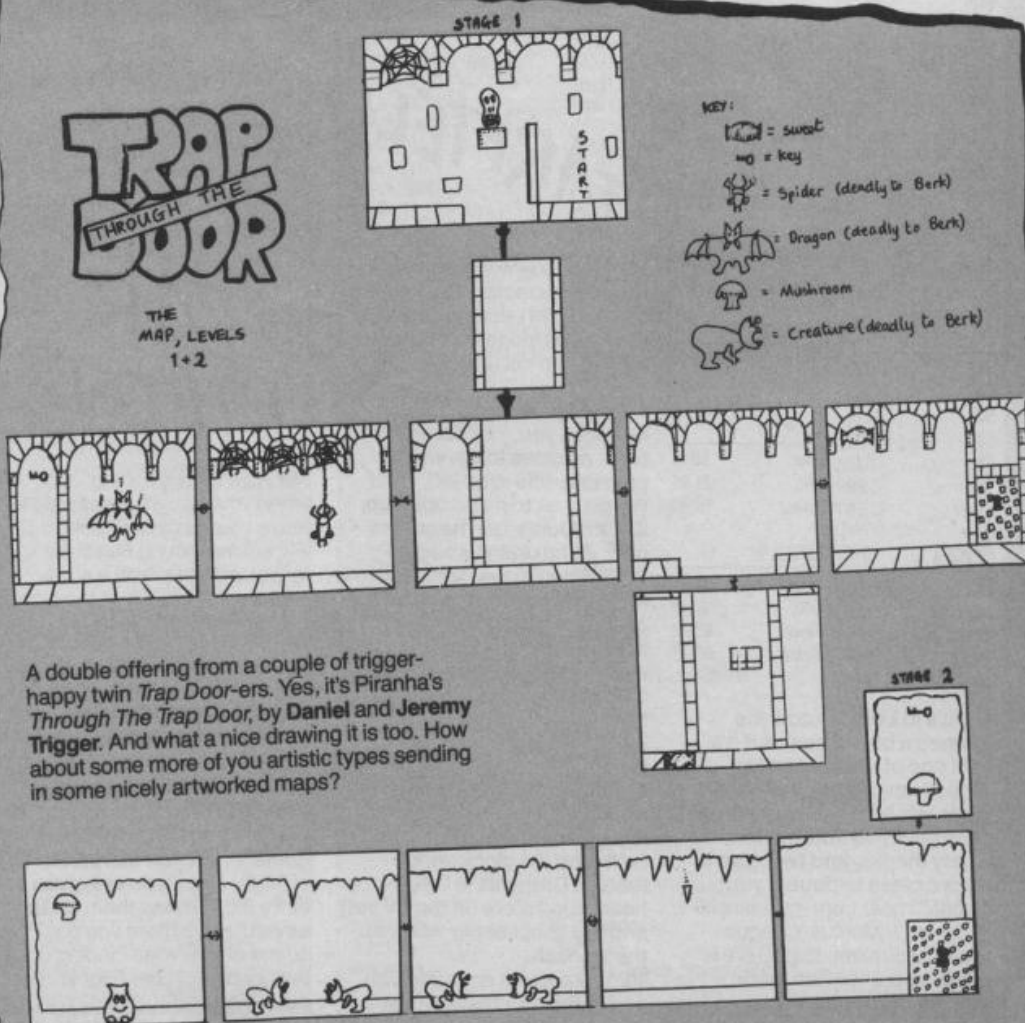 STAGE 1
TRAP
THROUGH THE
DOOR
THE
MAP, LEVELS
1+2
START
KEY:
= sweet
= key
= Spider (deadly to Berk)
= Dragon (deadly to Berk)
= Mushroom
= Creature (deadly to Berk)
A double offering from a couple of trigger-
happy twin Trap Door-ers. Yes, it's Piranha's
Through The Trap Door, by Daniel and Jeremy
Trigger. And what a nice drawing it is too. How
about some more of you artistic types sending
in some nicely artworked maps?
STAGE 2